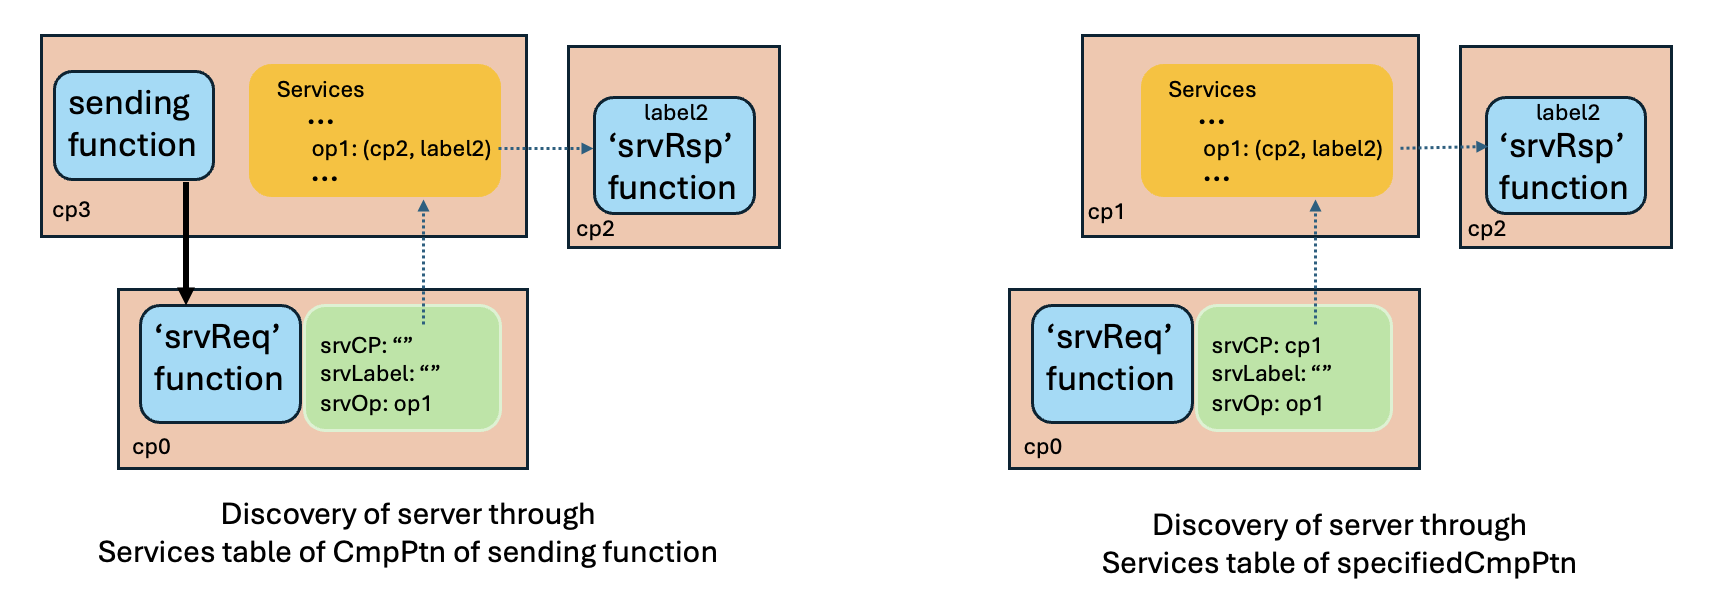 sending
function
Services
...
op1: (cp2, label2)
...
cp3
label2
‘srvRsp’
function
cp2
‘srvReq’
function
srvCP: “”
srvLabel: “”
srvOp: op1
cp0
Discovery of server through
Services table of CmpPtn of sending function
Services
...
op1: (cp2, label2)
...
cp1
label2
‘srvRsp’
function
cp2
‘srvReq’
function
srvCP: cp1
srvLabel: “”
srvOp: op1
cp0
Discovery of server through
Services table of specifiedCmpPtn